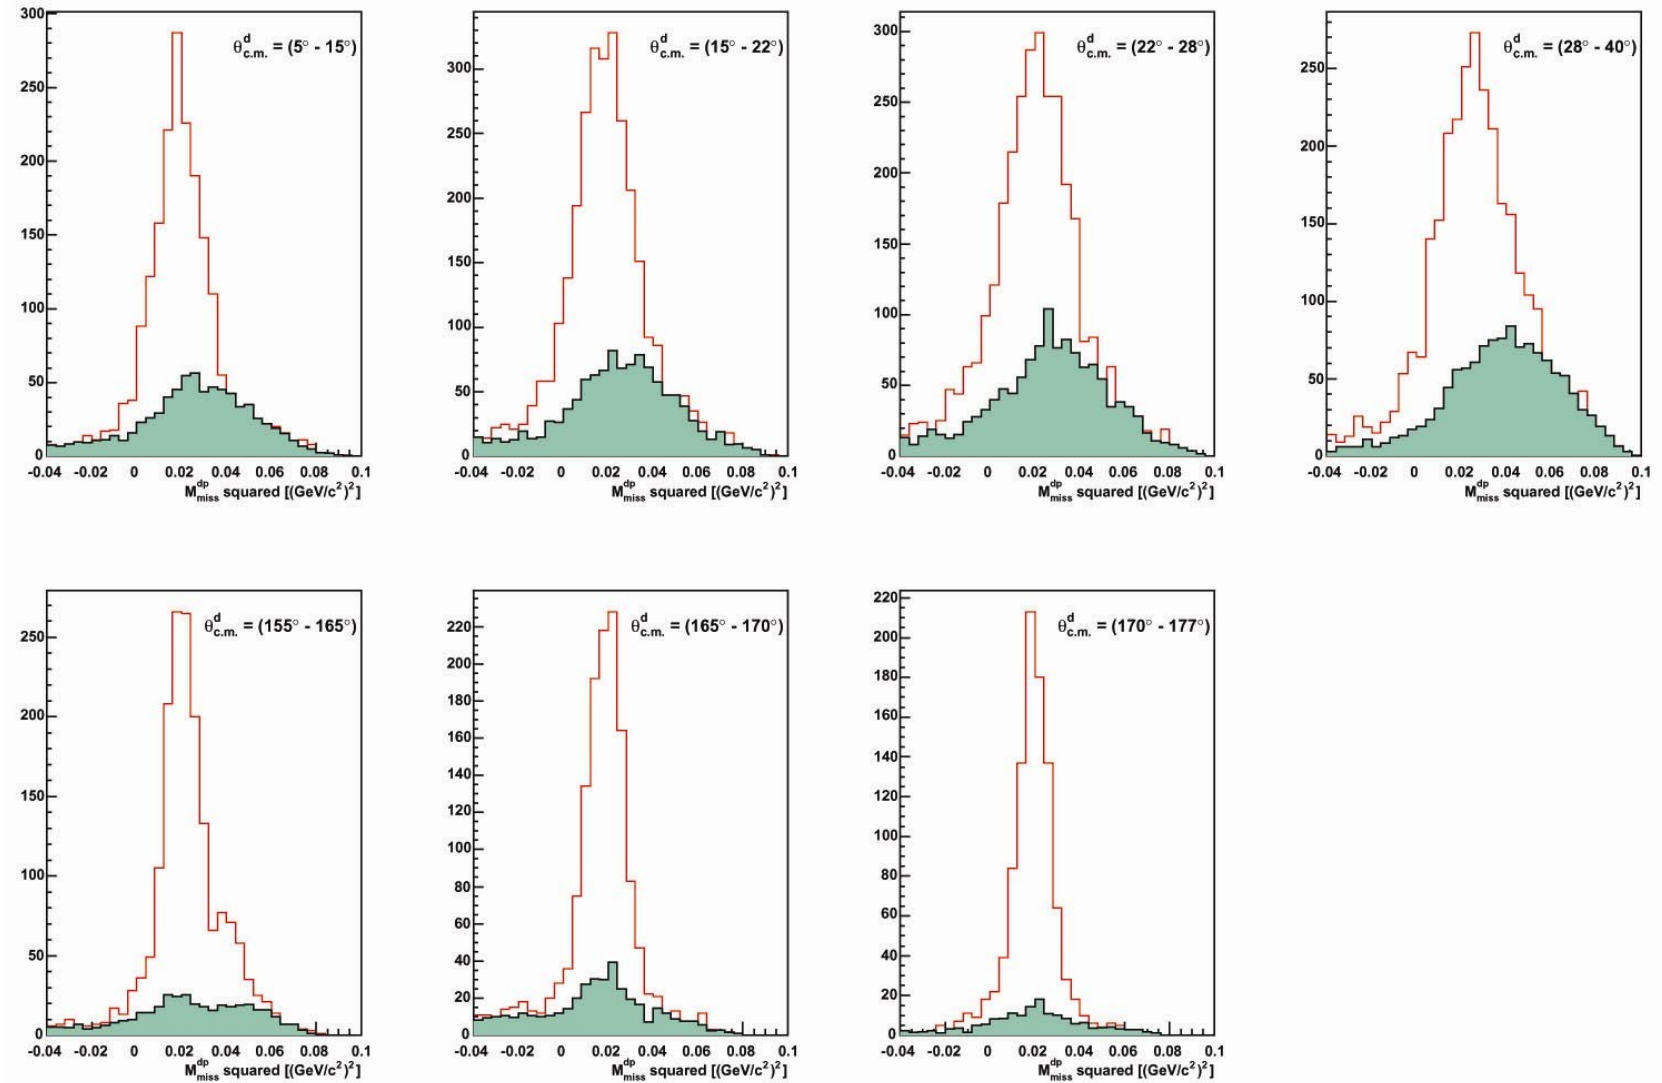 θ^d_c.m. = (5° - 15°)
300
250
200
150
100
50
0
-0.04 -0.02 0 0.02 0.04 0.06 0.08 0.1
M^dp_miss squared [(GeV/c²)²]
θ^d_c.m. = (15° - 22°)
300
250
200
150
100
50
0
-0.04 -0.02 0 0.02 0.04 0.06 0.08 0.1
M^dp_miss squared [(GeV/c²)²]
θ^d_c.m. = (22° - 28°)
300
250
200
150
100
50
0
-0.04 -0.02 0 0.02 0.04 0.06 0.08 0.1
M^dp_miss squared [(GeV/c²)²]
θ^d_c.m. = (28° - 40°)
250
200
150
100
50
0
-0.04 -0.02 0 0.02 0.04 0.06 0.08 0.1
M^dp_miss squared [(GeV/c²)²]
θ^d_c.m. = (155° - 165°)
250
200
150
100
50
0
-0.04 -0.02 0 0.02 0.04 0.06 0.08 0.1
M^dp_miss squared [(GeV/c²)²]
θ^d_c.m. = (165° - 170°)
220
200
180
160
140
120
100
80
60
40
20
0
-0.04 -0.02 0 0.02 0.04 0.06 0.08 0.1
M^dp_miss squared [(GeV/c²)²]
θ^d_c.m. = (170° - 177°)
220
200
180
160
140
120
100
80
60
40
20
0
-0.04 -0.02 0 0.02 0.04 0.06 0.08 0.1
M^dp_miss squared [(GeV/c²)²]